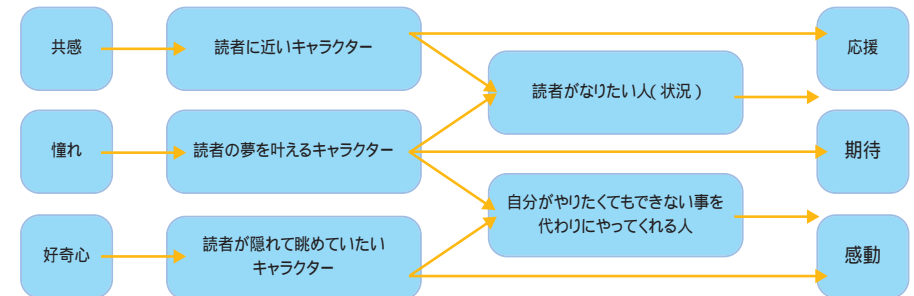 共感
読者に近いキャラクター
応援
読者がなりたい人(状況)
憧れ
読者の夢を叶えるキャラクター
期待
自分がやりたくてもできない事を
代わりにやってくれる人
好奇心
読者が隠れて眺めていたい
キャラクター
感動